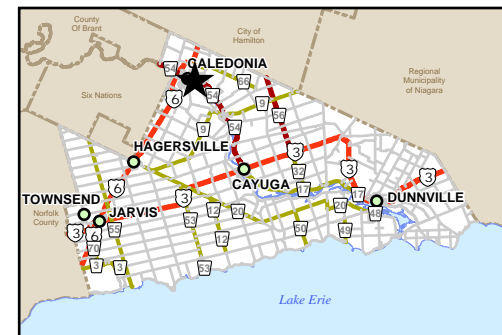 County
Of Brant
City of
Hamilton
CALEDONIA
54
66
Regional
Municipality
of Niagara
Six Nations
6
54
9
56
9
54
HAGERSVILLE
3
3
32
3
6
CAYUGA
17
17
TOWNSEND
3
DUNNVILLE
Norfolk
County
JARVIS
53
12
20
20
48
3
6
55
50
49
70
12
3
3
53
Lake Erie